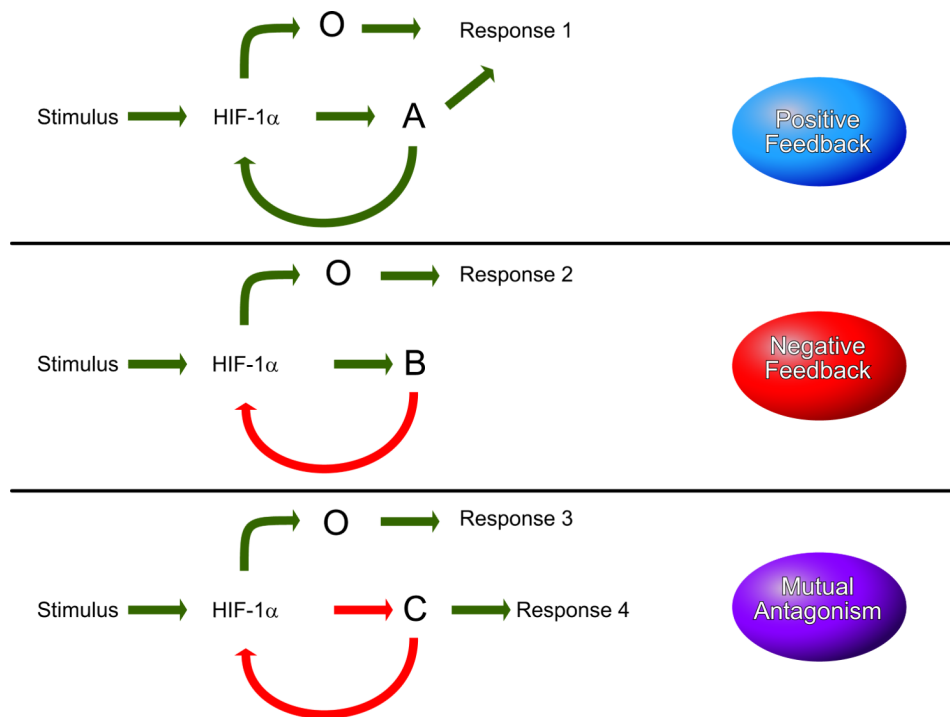 O
Response 1
Stimulus
HIF-1α
A
Positive
Feedback
O
Response 2
Stimulus
HIF-1α
B
Negative
Feedback
O
Response 3
Stimulus
HIF-1α
C
Response 4
Mutual
Antagonism